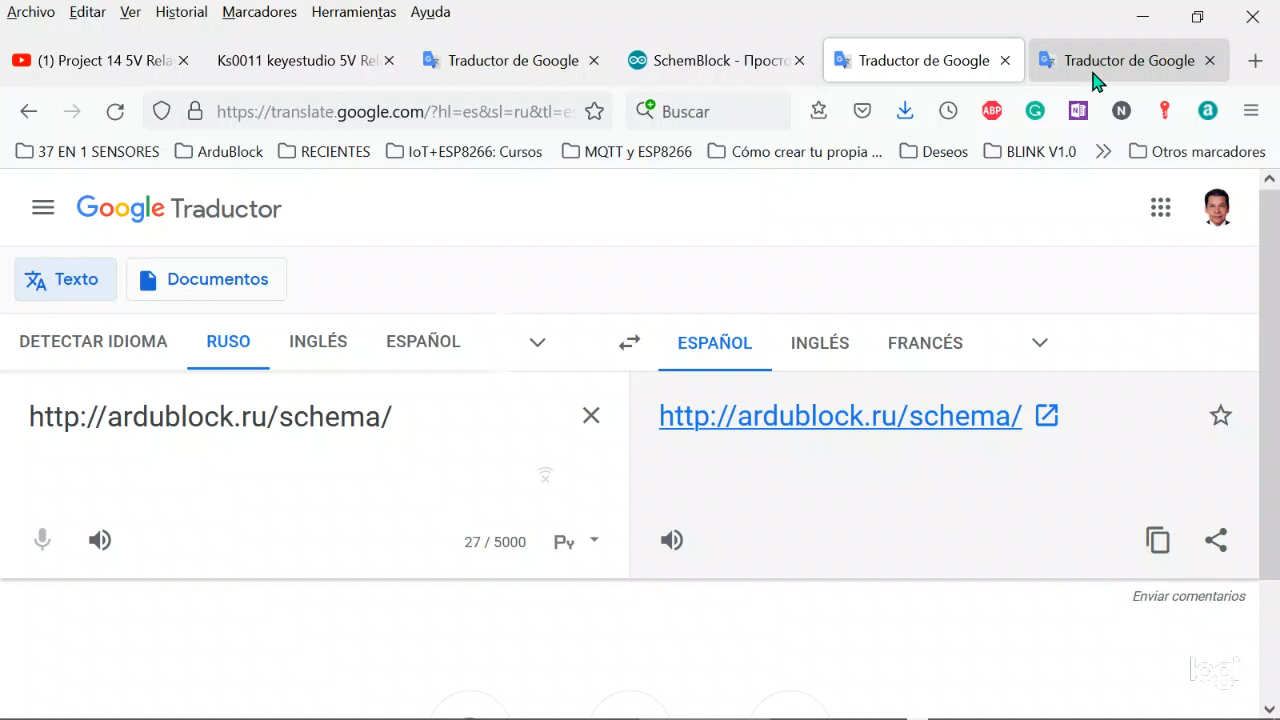 Archivo Editar Ver Historial Marcadores Herramientas Ayuda
(1) Project 14 5V Rela
Ks0011 keyestudio 5V Rel
Traductor de Google
SchemBlock - Просто
Traductor de Google
Traductor de Google
https://translate.google.com/?hl=es&sl=ru&tl=es
Buscar
ABP
N
a
37 EN 1 SENSORES
ArduBlock
RECIENTES
IoT+ESP8266: Cursos
MQTT y ESP8266
Cómo crear tu propia ...
Deseos
BLINK V1.0
Otros marcadores
Google Traductor
Texto
Documentos
DETECTAR IDIOMA RUSO INGLÉS ESPAÑOL
ESPAÑOL INGLÉS FRANCÉS
http://ardublock.ru/schema/
http://ardublock.ru/schema/
27 / 5000
Ру
Enviar comentarios